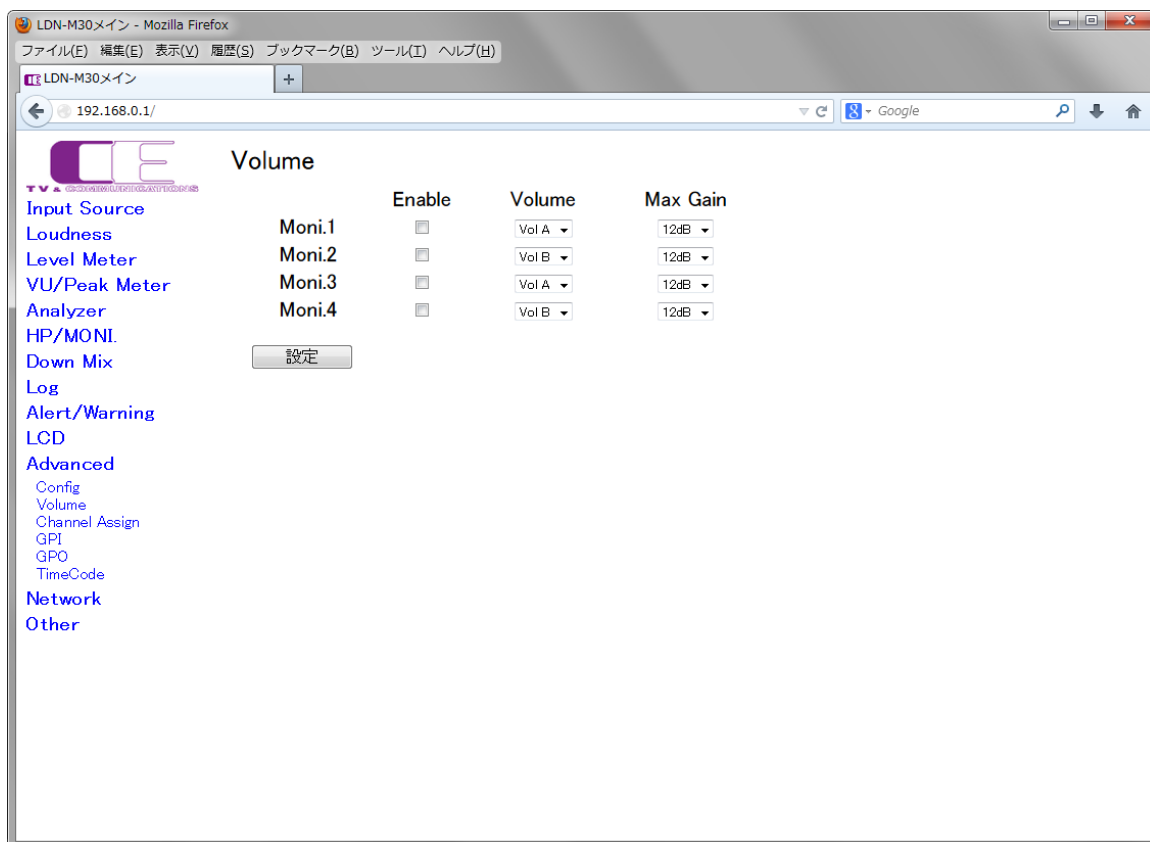 LDN-M30メイン - Mozilla Firefox
ファイル(F) 編集(E) 表示(V) 履歴(S) ブックマーク(B) ツール(T) ヘルプ(H)
LDN-M30メイン
192.168.0.1/
Google
TV & COMMUNICATIONS
Input Source
Loudness
Level Meter
VU/Peak Meter
Analyzer
HP/MONI.
Down Mix
Log
Alert/Warning
LCD
Advanced
Config
Volume
Channel Assign
GPI
GPO
TimeCode
Network
Other
Volume
Enable Volume Max Gain
Moni.1 Vol A 12dB
Moni.2 Vol B 12dB
Moni.3 Vol A 12dB
Moni.4 Vol B 12dB
設定